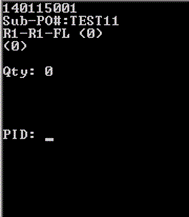 140115001
Sub-PO#:TEST11
R1-R1-FL (0)
(0)
Qty: 0
PID: _